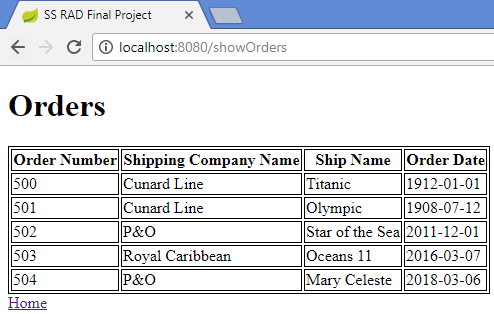 SS RAD Final Project
localhost:8080/showOrders
Orders
Order Number Shipping Company Name Ship Name Order Date
500 Cunard Line Titanic 1912-01-01
501 Cunard Line Olympic 1908-07-12
502 P&O Star of the Sea 2011-12-01
503 Royal Caribbean Oceans 11 2016-03-07
504 P&O Mary Celeste 2018-03-06
Home